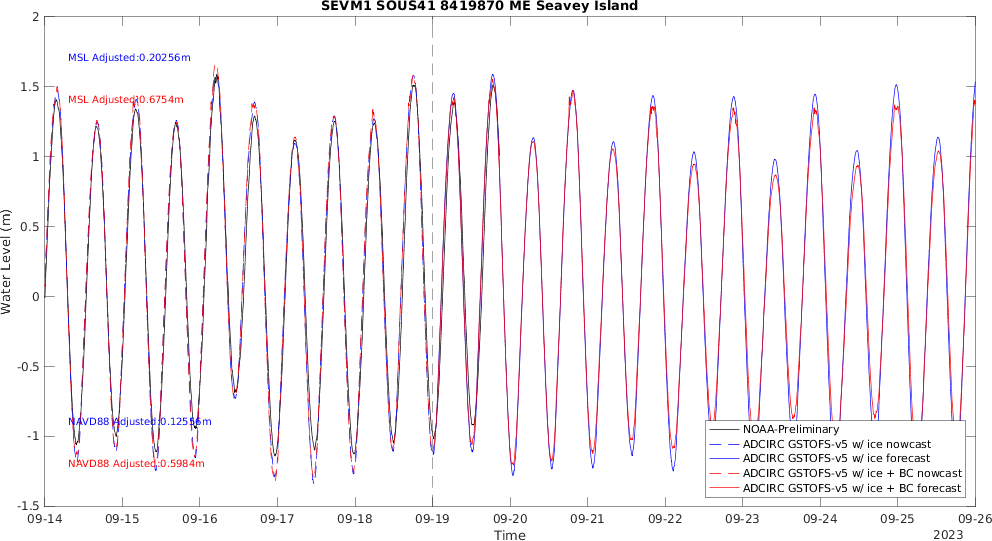 SEVM1 SOUS41 8419870 ME Seavey Island
2
MSL Adjusted:0.20256m
1.5
MSL Adjusted:0.6754m
1
0.5
Water Level (m)
0
-0.5
NAVD88 Adjusted:0.12556m
-1
NAVD88 Adjusted:0.5984m
-1.5
NOAA-Preliminary
ADCIRC GSTOFS-v5 w/ ice nowcast
ADCIRC GSTOFS-v5 w/ ice forecast
ADCIRC GSTOFS-v5 w/ ice + BC nowcast
ADCIRC GSTOFS-v5 w/ ice + BC forecast
09-14 09-15 09-16 09-17 09-18 09-19 09-20 09-21 09-22 09-23 09-24 09-25 09-26
Time
2023